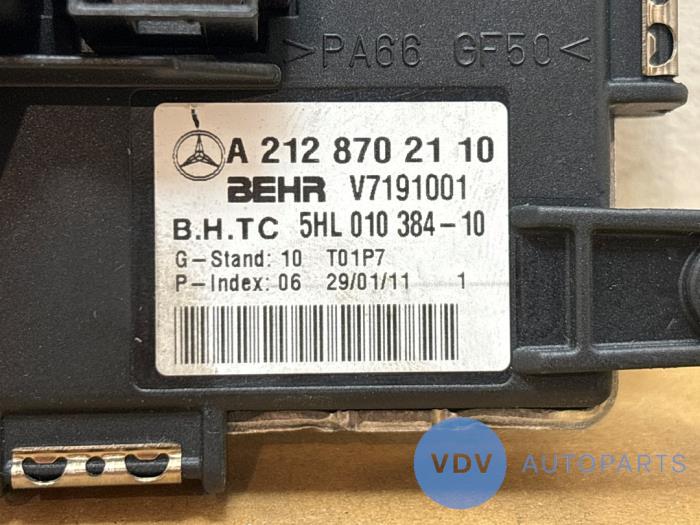 >PA66 GF50<
A 212 870 21 10
BEHR V7191001
B.H.TC 5HL 010 384-10
G-Stand: 10 T01P7
P-Index: 06 29/01/11 1
VDV AUTOPARTS